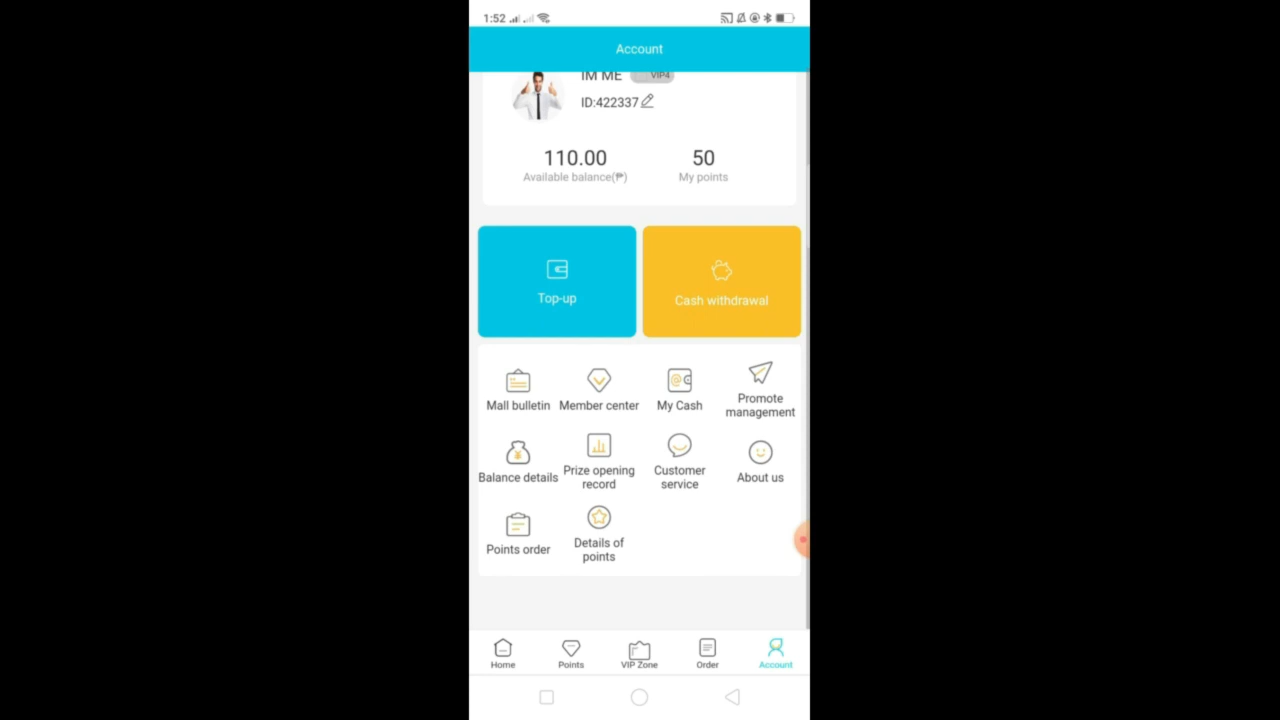 1:52
Account
IM ME VIP4
ID:422337
110.00 50
Available balance(₱) My points
Top-up Cash withdrawal
Mall bulletin Member center My Cash Promote management
Balance details Prize opening record Customer service About us
Points order Details of points
Home Points VIP Zone Order Account